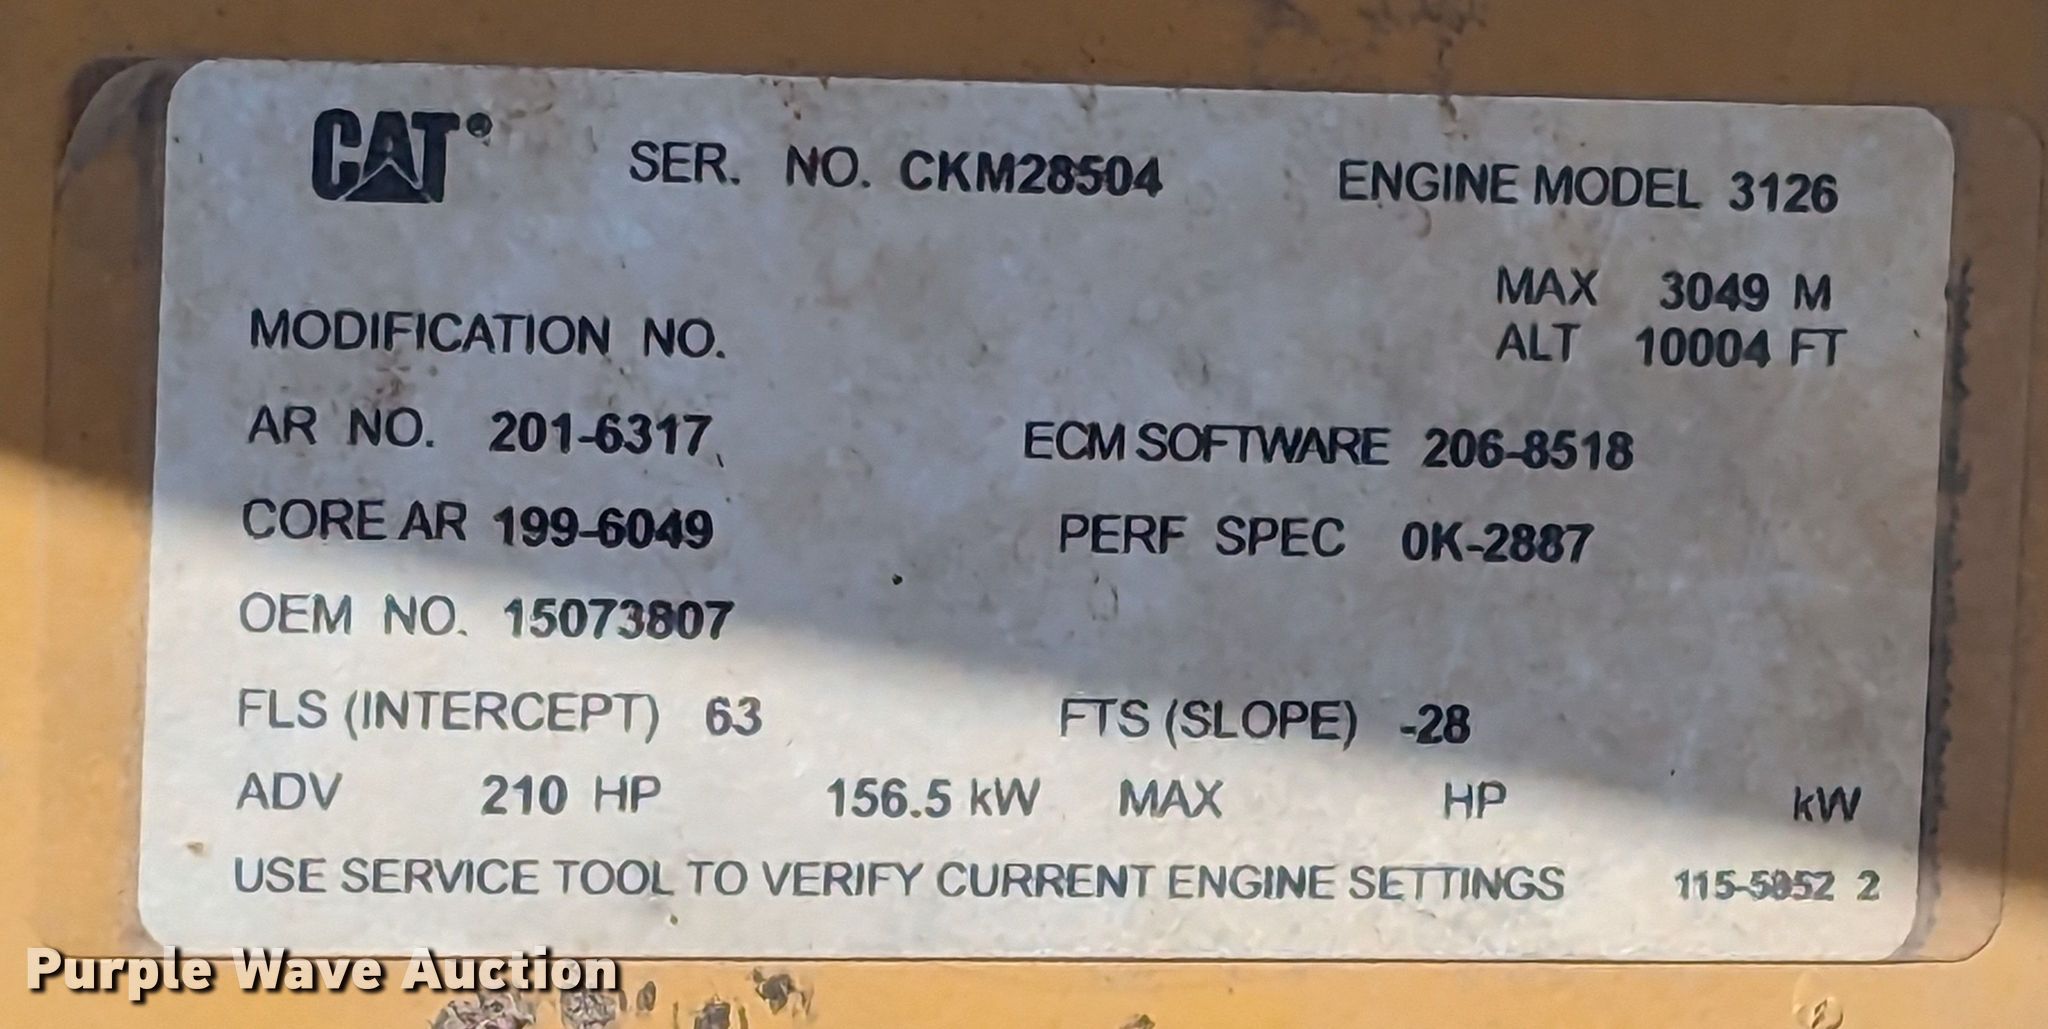 CAT® SER. NO. CKM28504 ENGINE MODEL 3126
MAX 3049 M
MODIFICATION NO. ALT 10004 FT
AR NO. 201-6317 ECM SOFTWARE 206-8518
CORE AR 199-6049 PERF SPEC 0K-2887
OEM NO. 15073807
FLS (INTERCEPT) 63 FTS (SLOPE) -28
ADV 210 HP 156.5 kW MAX HP kW
USE SERVICE TOOL TO VERIFY CURRENT ENGINE SETTINGS 115-5852 2
Purple Wave Auction